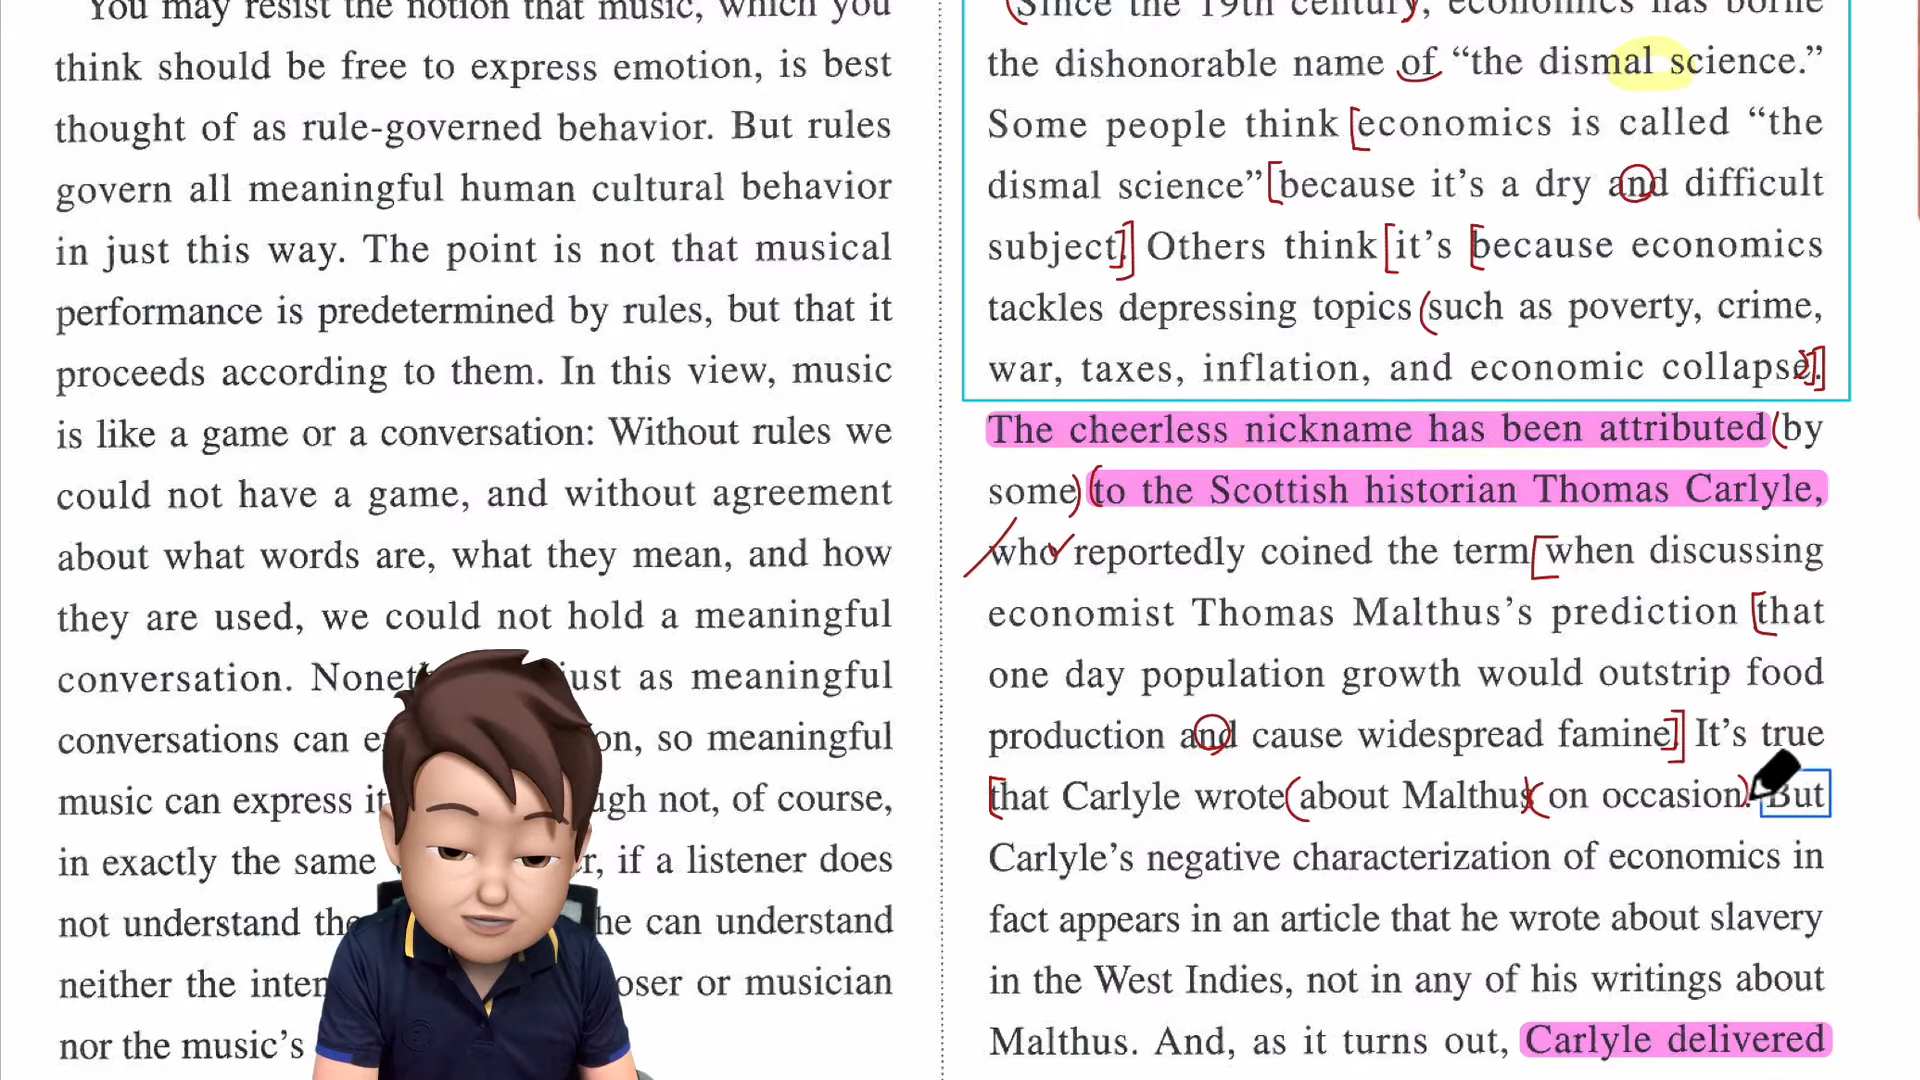 You may resist the notion that music, which you
think should be free to express emotion, is best
thought of as rule-governed behavior. But rules
govern all meaningful human cultural behavior
in just this way. The point is not that musical
performance is predetermined by rules, but that it
proceeds according to them. In this view, music
is like a game or a conversation: Without rules we
could not have a game, and without agreement
about what words are, what they mean, and how
they are used, we could not hold a meaningful
conversation. just as meaningful
conversations can so meaningful
music can express not, of course,
in exactly the same if a listener does
not understand he can understand
neither the or musician
nor the music's
Since the 19th century, economics has borne
the dishonorable name of “the dismal science.”
Some people think economics is called “the
dismal science” because it's a dry and difficult
subject. Others think it's because economics
tackles depressing topics such as poverty, crime,
war, taxes, inflation, and economic collapse.
The cheerless nickname has been attributed by
some to the Scottish historian Thomas Carlyle,
who reportedly coined the term when discussing
economist Thomas Malthus's prediction that
one day population growth would outstrip food
production and cause widespread famine. It's true
that Carlyle wrote about Malthus on occasion. But
Carlyle's negative characterization of economics in
fact appears in an article that he wrote about slavery
in the West Indies, not in any of his writings about
Malthus. And, as it turns out, Carlyle delivered